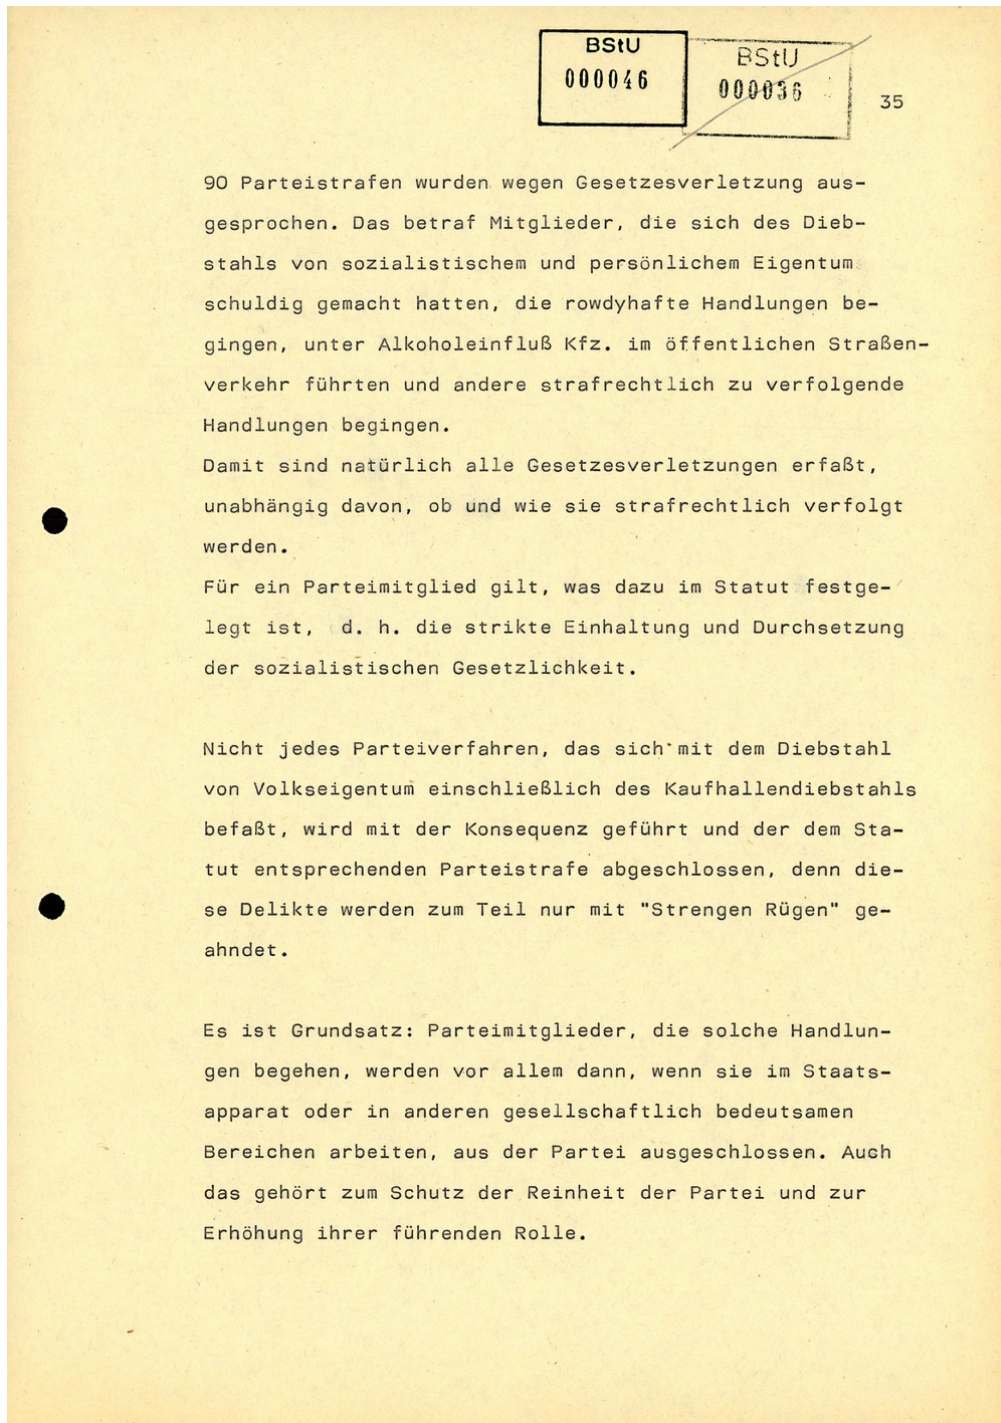 BStU
000046
BStU
000036
35
90 Parteistrafen wurden wegen Gesetzesverletzung aus-
gesprochen. Das betraf Mitglieder, die sich des Dieb-
stahls von sozialistischem und persönlichem Eigentum
schuldig gemacht hatten, die rowdyhafte Handlungen be-
gingen, unter Alkoholeinfluß Kfz. im öffentlichen Straßen-
verkehr führten und andere strafrechtlich zu verfolgende
Handlungen begingen.
Damit sind natürlich alle Gesetzesverletzungen erfaßt,
unabhängig davon, ob und wie sie strafrechtlich verfolgt
werden.
Für ein Parteimitglied gilt, was dazu im Statut festge-
legt ist, d. h. die strikte Einhaltung und Durchsetzung
der sozialistischen Gesetzlichkeit.
Nicht jedes Parteiverfahren, das sich mit dem Diebstahl
von Volkseigentum einschließlich des Kaufhallendiebstahls
befaßt, wird mit der Konsequenz geführt und der dem Sta-
tut entsprechenden Parteistrafe abgeschlossen, denn die-
se Delikte werden zum Teil nur mit "Strengen Rügen" ge-
ahndet.
Es ist Grundsatz: Parteimitglieder, die solche Handlun-
gen begehen, werden vor allem dann, wenn sie im Staats-
apparat oder in anderen gesellschaftlich bedeutsamen
Bereichen arbeiten, aus der Partei ausgeschlossen. Auch
das gehört zum Schutz der Reinheit der Partei und zur
Erhöhung ihrer führenden Rolle.